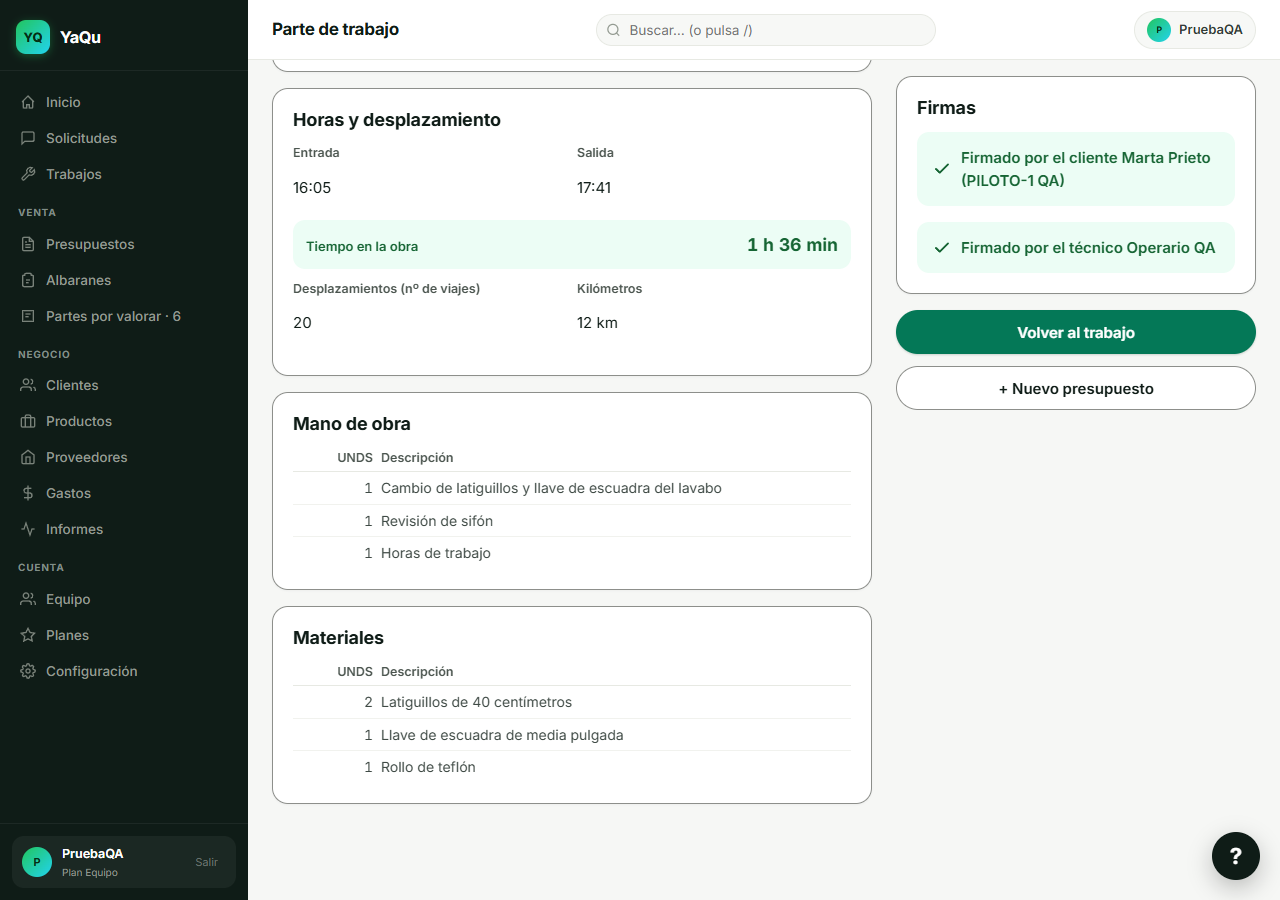 YQ YaQu
Inicio
Solicitudes
Trabajos
VENTA
Presupuestos
Albaranes
Partes por valorar · 6
NEGOCIO
Clientes
Productos
Proveedores
Gastos
Informes
CUENTA
Equipo
Planes
Configuración
P PruebaQA
Plan Equipo
Salir
Parte de trabajo
Buscar... (o pulsa /)
P PruebaQA
Horas y desplazamiento
Entrada Salida
16:05 17:41
Tiempo en la obra 1 h 36 min
Desplazamientos (nº de viajes) Kilómetros
20 12 km
Mano de obra
UNDS Descripción
1 Cambio de latiguillos y llave de escuadra del lavabo
1 Revisión de sifón
1 Horas de trabajo
Materiales
UNDS Descripción
2 Latiguillos de 40 centímetros
1 Llave de escuadra de media pulgada
1 Rollo de teflón
Firmas
Firmado por el cliente Marta Prieto
(PILOTO-1 QA)
Firmado por el técnico Operario QA
Volver al trabajo
+ Nuevo presupuesto
?